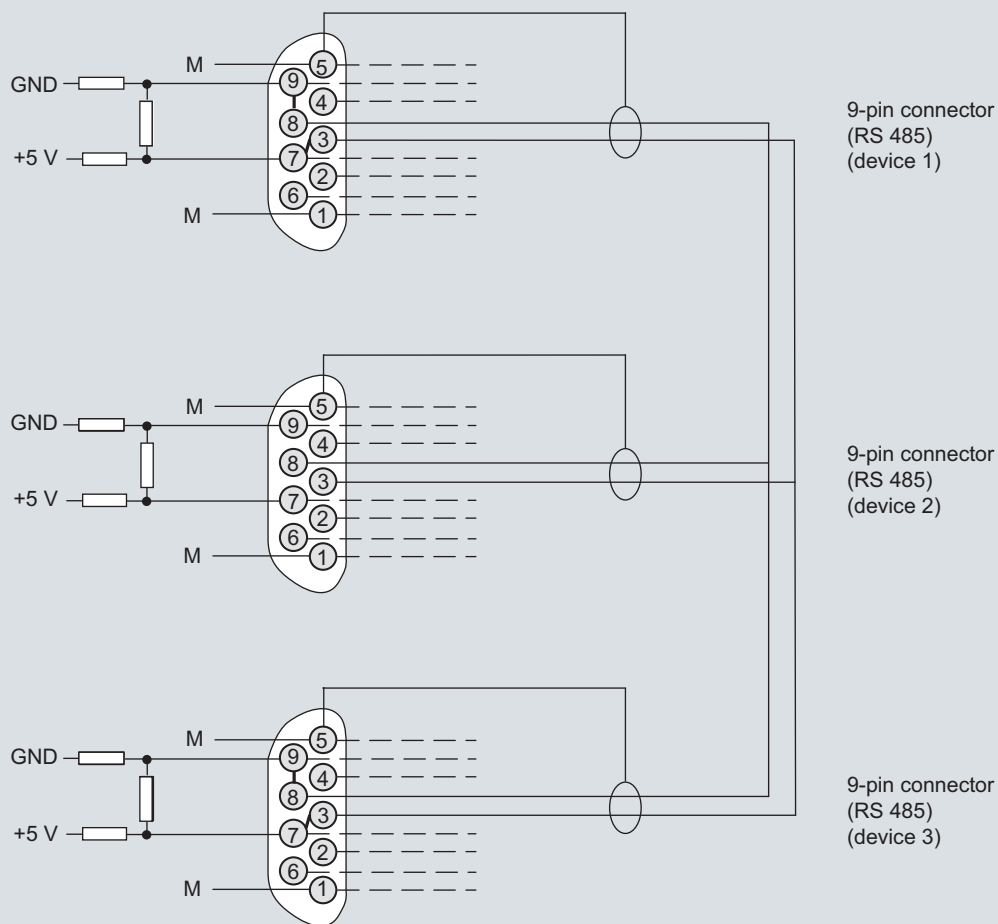 M
5
GND
9
4
8
9-pin connector
3
(RS 485)
+5 V
7
(device 1)
2
6
M
1
M
5
GND
9
4
8
9-pin connector
3
(RS 485)
+5 V
7
(device 2)
2
6
M
1
M
5
GND
9
4
8
9-pin connector
3
(RS 485)
+5 V
7
(device 3)
2
6
M
1